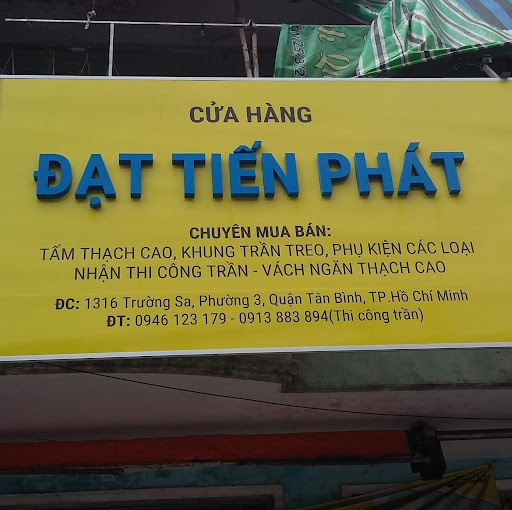 CỬA HÀNG
ĐẠT TIẾN PHÁT
CHUYÊN MUA BÁN:
TẤM THẠCH CAO, KHUNG TRẦN TREO, PHỤ KIỆN CÁC LOẠI
NHẬN THI CÔNG TRẦN - VÁCH NGĂN THẠCH CAO
ĐC: 1316 Trường Sa, Phường 3, Quận Tân Bình, TP.Hồ Chí Minh
ĐT: 0946 123 179 - 0913 883 894(Thi công trần)